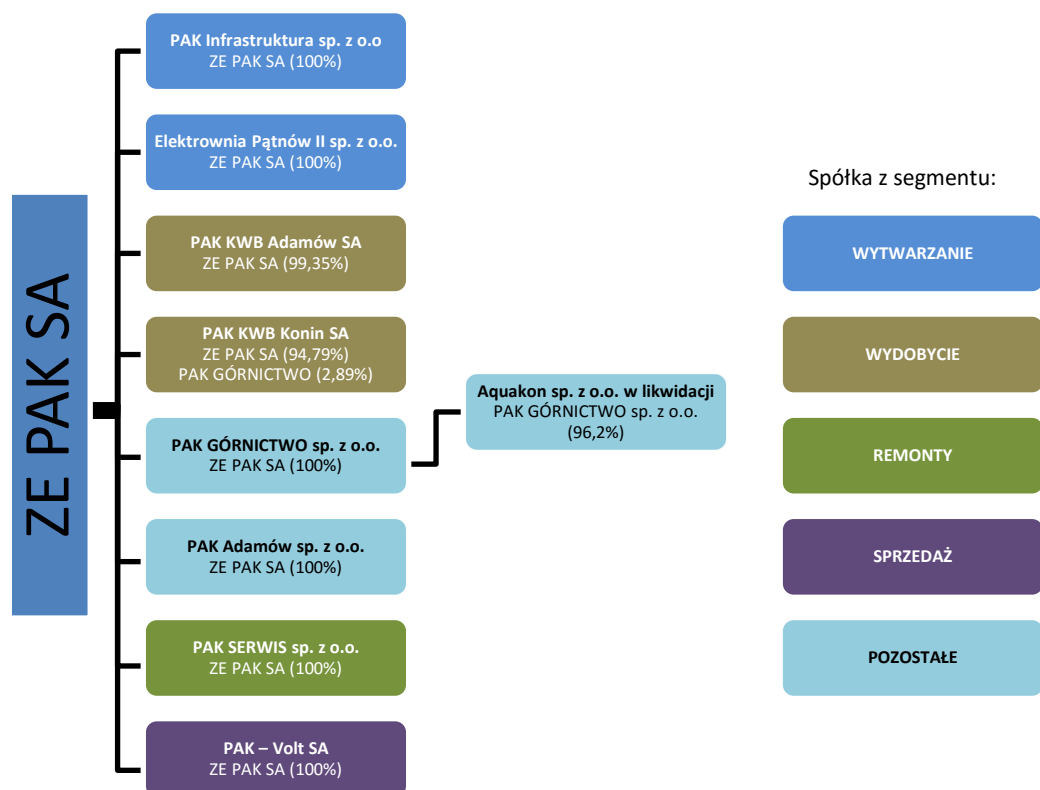 ZE PAK SA
PAK Infrastruktura sp. z o.o
ZE PAK SA (100%)
Elektrownia Pątnów II sp. z o.o.
ZE PAK SA (100%)
PAK KWB Adamów SA
ZE PAK SA (99,35%)
PAK KWB Konin SA
ZE PAK SA (94,79%)
PAK GÓRNICTWO (2,89%)
PAK GÓRNICTWO sp. z o.o.
ZE PAK SA (100%)
Aquakon sp. z o.o. w likwidacji
PAK GÓRNICTWO sp. z o.o.
(96,2%)
PAK Adamów sp. z o.o.
ZE PAK SA (100%)
PAK SERWIS sp. z o.o.
ZE PAK SA (100%)
PAK – Volt SA
ZE PAK SA (100%)
Spółka z segmentu:
WYTWARZANIE
WYDOBYCIE
REMONTY
SPRZEDAŻ
POZOSTAŁE